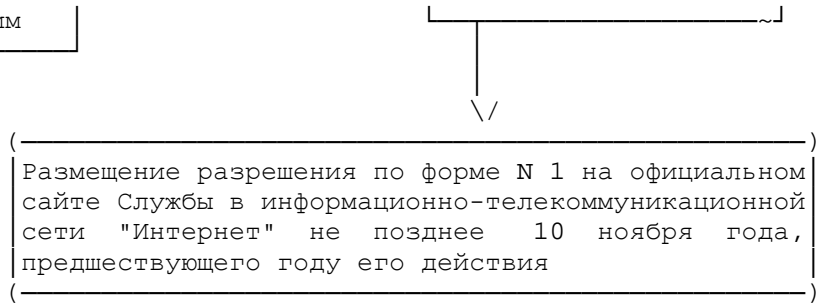 им
Размещение разрешения по форме N 1 на официальном
сайте Службы в информационно-телекоммуникационной
сети "Интернет" не позднее 10 ноября года,
предшествующего году его действия